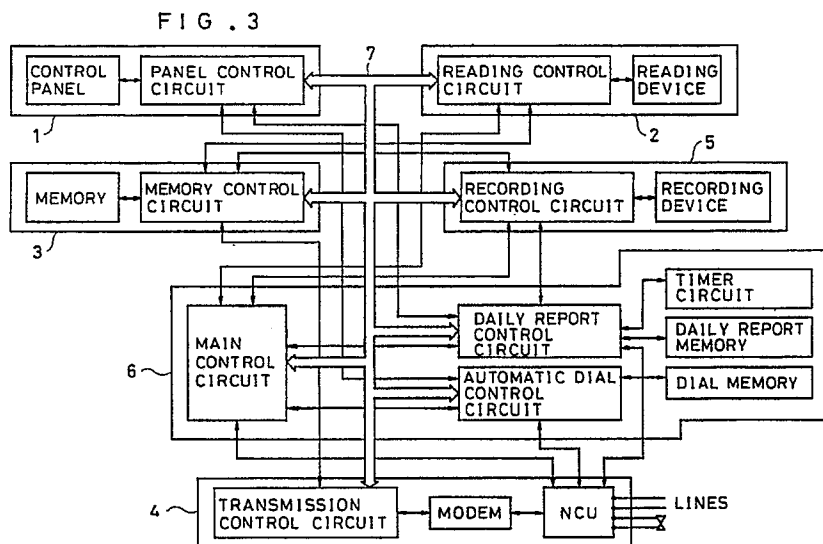 FIG. 3
7
CONTROL
PANEL
PANEL CONTROL
CIRCUIT
READING CONTROL
CIRCUIT
READING
DEVICE
1
2
5
MEMORY
MEMORY CONTROL
CIRCUIT
RECORDING
CONTROL CIRCUIT
RECORDING
DEVICE
3
TIMER
CIRCUIT
MAIN
CONTROL
CIRCUIT
DAILY REPORT
CONTROL
CIRCUIT
DAILY REPORT
MEMORY
6
AUTOMATIC DIAL
CONTROL
CIRCUIT
DIAL MEMORY
4
TRANSMISSION
CONTROL CIRCUIT
MODEM
NCU
LINES